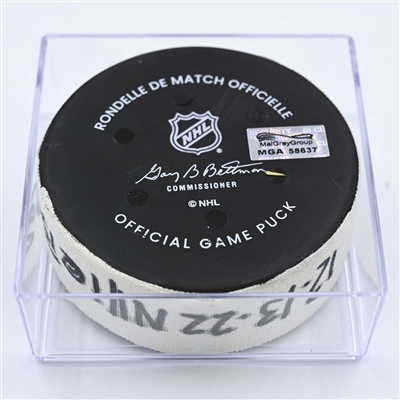 RONDELLE DE MATCH OFFICIELLE
NHL
MeiGrayGroup
MGA 58637
Gary B Bettman
COMMISSIONER
© NHL
OFFICIAL GAME PUCK
12-13-22